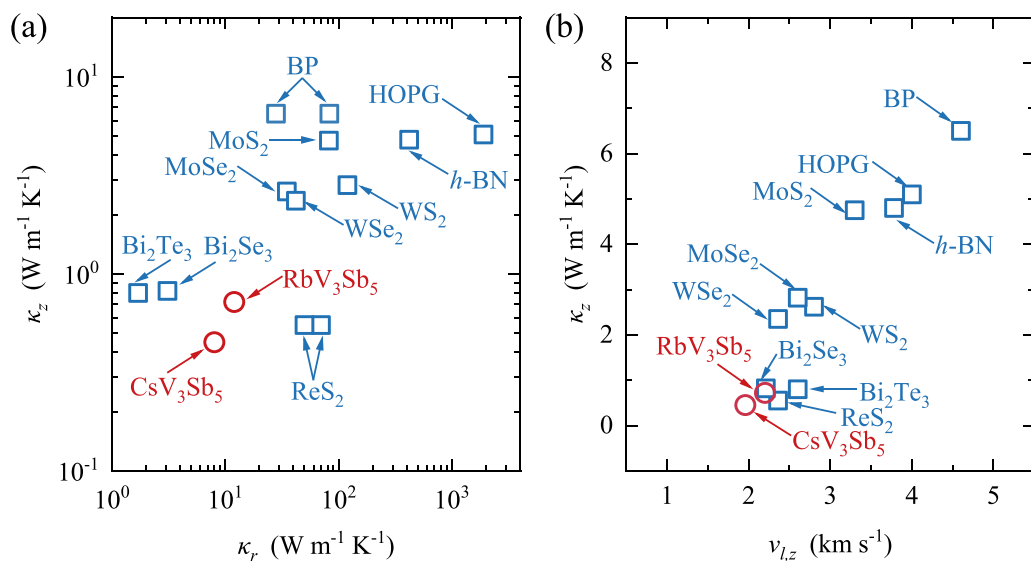 (a)
BP
HOPG
MoS₂
h-BN
MoSe₂
WSe₂
WS₂
Bi₂Te₃
Bi₂Se₃
RbV₃Sb₅
CsV₃Sb₅
ReS₂
10¹
10⁰
10⁻¹
κz (W m⁻¹ K⁻¹)
10⁰ 10¹ 10² 10³
κr (W m⁻¹ K⁻¹)
(b)
BP
HOPG
MoS₂
h-BN
MoSe₂
WSe₂
WS₂
RbV₃Sb₅
Bi₂Se₃
Bi₂Te₃
ReS₂
CsV₃Sb₅
8
6
4
2
0
κz (W m⁻¹ K⁻¹)
1 2 3 4 5
vl,z (km s⁻¹)